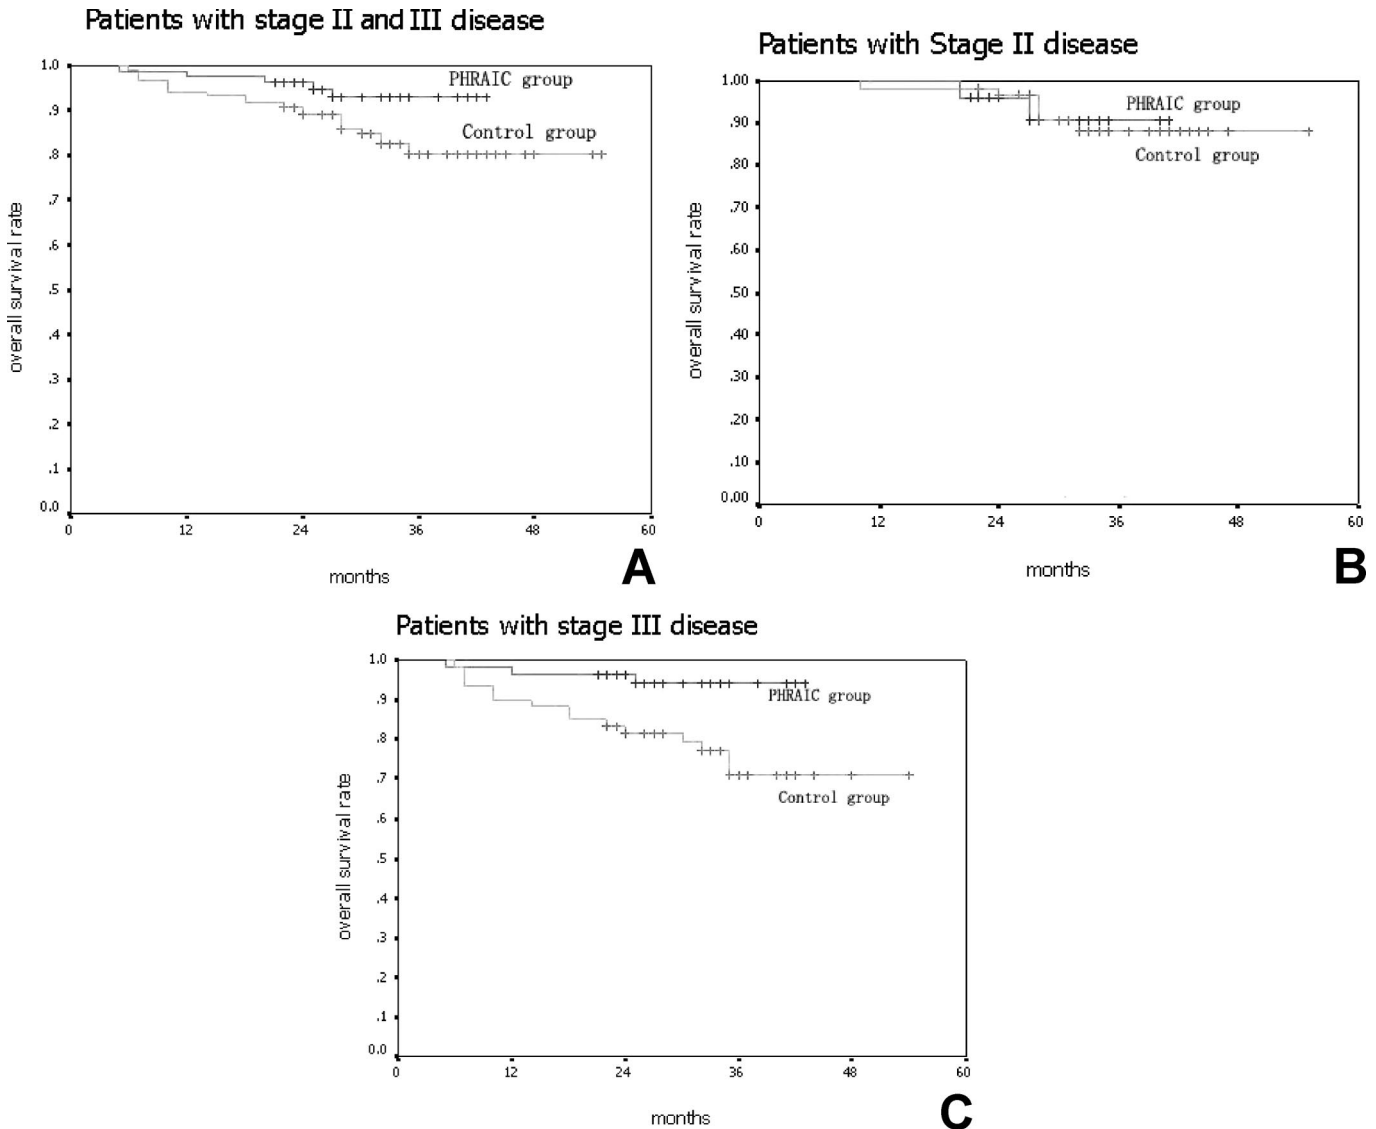 Patients with stage II and III disease
1.0
.9
.8
.7
.6
.5
.4
.3
.2
.1
0.0
overall survival rate
PHRAIC group
Control group
0 12 24 36 48 60
months
A
Patients with Stage II disease
1.00
.90
.80
.70
.60
.50
.40
.30
.20
.10
0.00
overall survival rate
PHRAIC group
Control group
0 12 24 36 48 60
months
B
Patients with stage III disease
1.0
.9
.8
.7
.6
.5
.4
.3
.2
.1
0.0
overall survival rate
PHRAIC group
Control group
0 12 24 36 48 60
months
C